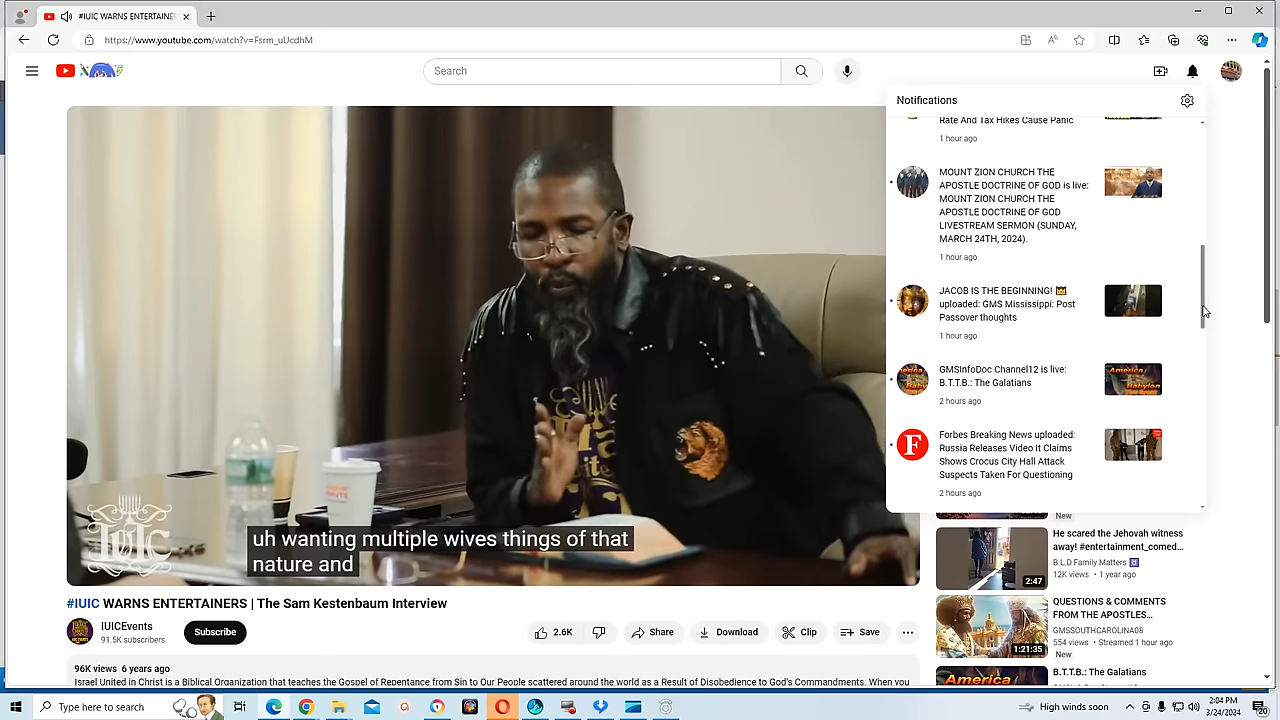 #IUIC WARNS ENTERTAINER
https://www.youtube.com/watch?v=Fsrm_uUcdhM
Search
Notifications
Rate And Tax Hikes Cause Panic
1 hour ago
MOUNT ZION CHURCH THE
APOSTLE DOCTRINE OF GOD is live:
MOUNT ZION CHURCH THE
APOSTLE DOCTRINE OF GOD
LIVESTREAM SERMON (SUNDAY,
MARCH 24TH, 2024).
1 hour ago
JACOB IS THE BEGINNING! 👑
uploaded: GMS Mississippi: Post
Passover thoughts
1 hour ago
GMSInfoDoc Channel12 is live:
B.T.T.B.: The Galatians
2 hours ago
America
Babylon
Forbes Breaking News uploaded:
Russia Releases Video It Claims
Shows Crocus City Hall Attack
Suspects Taken For Questioning
2 hours ago
F
IUIC
uh wanting multiple wives things of that
nature and
#IUIC WARNS ENTERTAINERS | The Sam Kestenbaum Interview
IUICEvents
91.5K subscribers
Subscribe
2.6K
Share
Download
Clip
Save
96K views 6 years ago
Israel United in Christ is a Biblical Organization that teaches the Gospel of Repentance from Sin to Our People scattered around the world as a Result of Disobedience to God's Commandments. When you
New
He scared the Jehovah witness
away! #entertainment_comed...
B.L.D Family Matters
12K views • 1 year ago
2:47
QUESTIONS & COMMENTS
FROM THE APOSTLES...
GMSSOUTHCAROLINA08
554 views • Streamed 1 hour ago
New
1:21:35
B.T.T.B.: The Galatians
America
Type here to search
High winds soon
2:04 PM
3/24/2024
20